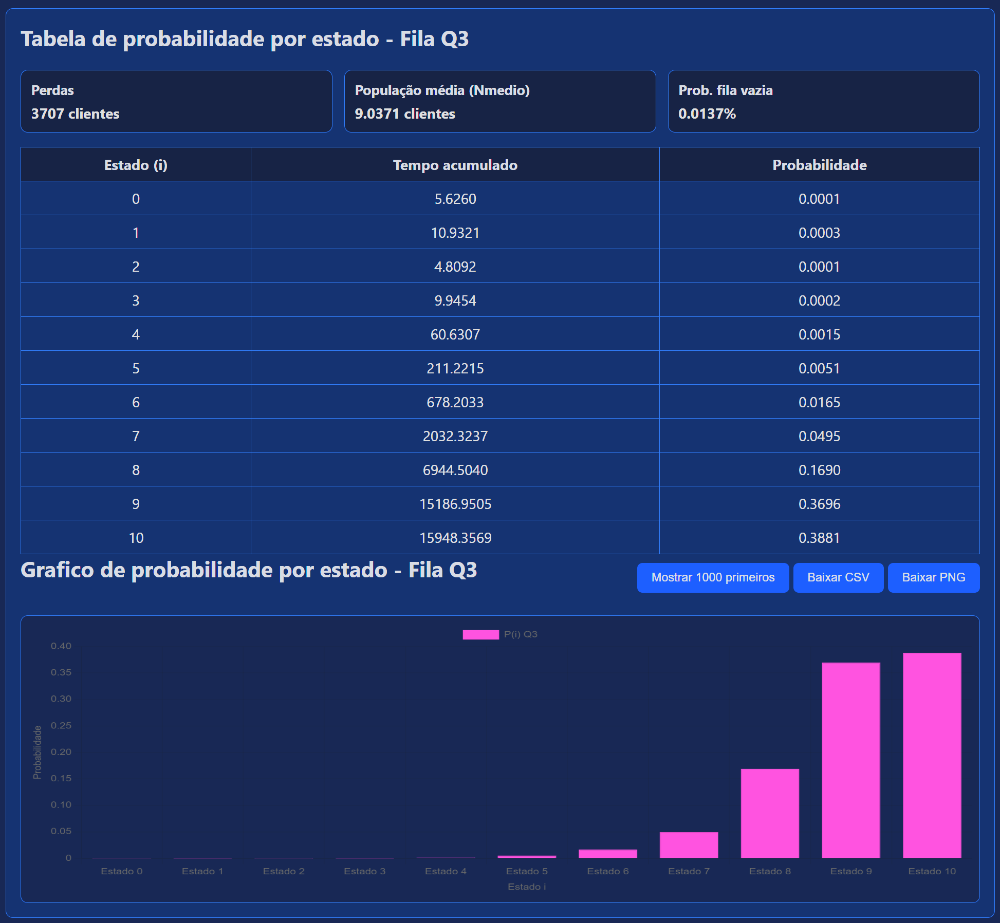 Tabela de probabilidade por estado - Fila Q3
Perdas
3707 clientes
População média (Nmedio)
9.0371 clientes
Prob. fila vazia
0.0137%
Estado (i) Tempo acumulado Probabilidade
0 5.6260 0.0001
1 10.9321 0.0003
2 4.8092 0.0001
3 9.9454 0.0002
4 60.6307 0.0015
5 211.2215 0.0051
6 678.2033 0.0165
7 2032.3237 0.0495
8 6944.5040 0.1690
9 15186.9505 0.3696
10 15948.3569 0.3881
Grafico de probabilidade por estado - Fila Q3
Mostrar 1000 primeiros
Baixar CSV
Baixar PNG
P(i) Q3
0.40
0.35
0.30
0.25
0.20
0.15
0.10
0.05
0
Probabilidade
Estado 0 Estado 1 Estado 2 Estado 3 Estado 4 Estado 5 Estado 6 Estado 7 Estado 8 Estado 9 Estado 10
Estado i